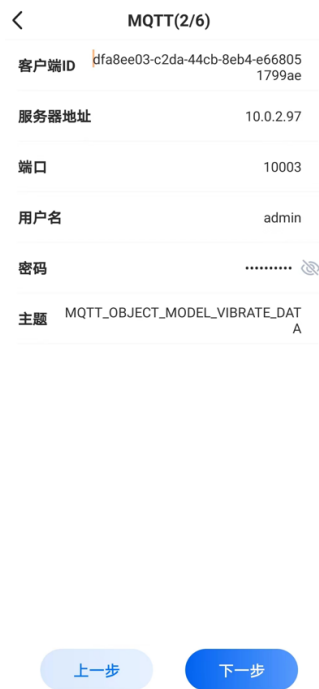 MQTT(2/6)
客户端ID
dfa8ee03-c2da-44cb-8eb4-e66805
1799ae
服务器地址
10.0.2.97
端口
10003
用户名
admin
密码
••••••••••
主题
MQTT_OBJECT_MODEL_VIBRATE_DAT
A
上一步
下一步